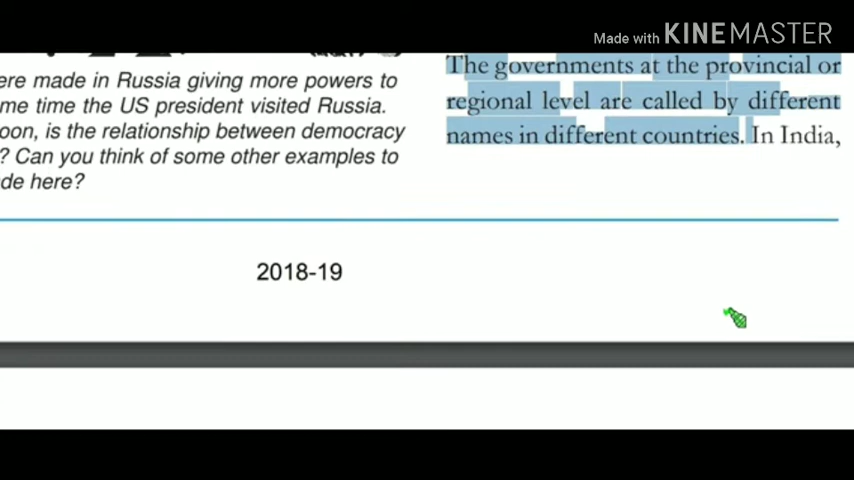 Made with KINEMASTER
ere made in Russia giving more powers to
me time the US president visited Russia.
oon, is the relationship between democracy
? Can you think of some other examples to
de here?
The governments at the provincial or
regional level are called by different
names in different countries. In India,
2018-19